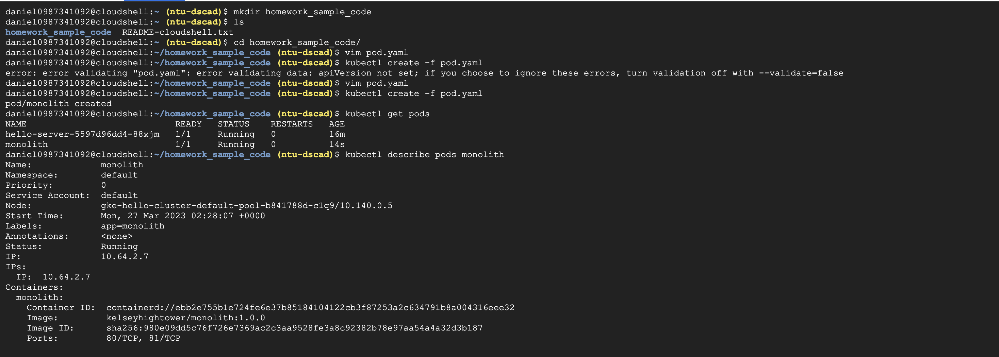 daniel0987341092@cloudshell:~ (ntu-dscad)$ mkdir homework_sample_code
daniel0987341092@cloudshell:~ (ntu-dscad)$ ls
homework_sample_code  README-cloudshell.txt
daniel0987341092@cloudshell:~ (ntu-dscad)$ cd homework_sample_code/
daniel0987341092@cloudshell:~/homework_sample_code (ntu-dscad)$ vim pod.yaml
daniel0987341092@cloudshell:~/homework_sample_code (ntu-dscad)$ kubectl create -f pod.yaml
error: error validating "pod.yaml": error validating data: apiVersion not set; if you choose to ignore these errors, turn validation off with --validate=false
daniel0987341092@cloudshell:~/homework_sample_code (ntu-dscad)$ vim pod.yaml
daniel0987341092@cloudshell:~/homework_sample_code (ntu-dscad)$ kubectl create -f pod.yaml
pod/monolith created
daniel0987341092@cloudshell:~/homework_sample_code (ntu-dscad)$ kubectl get pods
NAME                            READY   STATUS    RESTARTS   AGE
hello-server-5597d96dd4-88xjm   1/1     Running   0          16m
monolith                        1/1     Running   0          14s
daniel0987341092@cloudshell:~/homework_sample_code (ntu-dscad)$ kubectl describe pods monolith
Name:             monolith
Namespace:        default
Priority:         0
Service Account:  default
Node:             gke-hello-cluster-default-pool-b841788d-c1q9/10.140.0.5
Start Time:       Mon, 27 Mar 2023 02:28:07 +0000
Labels:           app=monolith
Annotations:      <none>
Status:           Running
IP:               10.64.2.7
IPs:
  IP:  10.64.2.7
Containers:
  monolith:
    Container ID:  containerd://ebb2e755b1e724fe6e37b85184104122cb3f87253a2c634791b8a004316eee32
    Image:         kelseyhightower/monolith:1.0.0
    Image ID:      sha256:980e09dd5c76f726e7369ac2c3aa9528fe3a8c92382b78e97aa54a4a32d3b187
    Ports:         80/TCP, 81/TCP